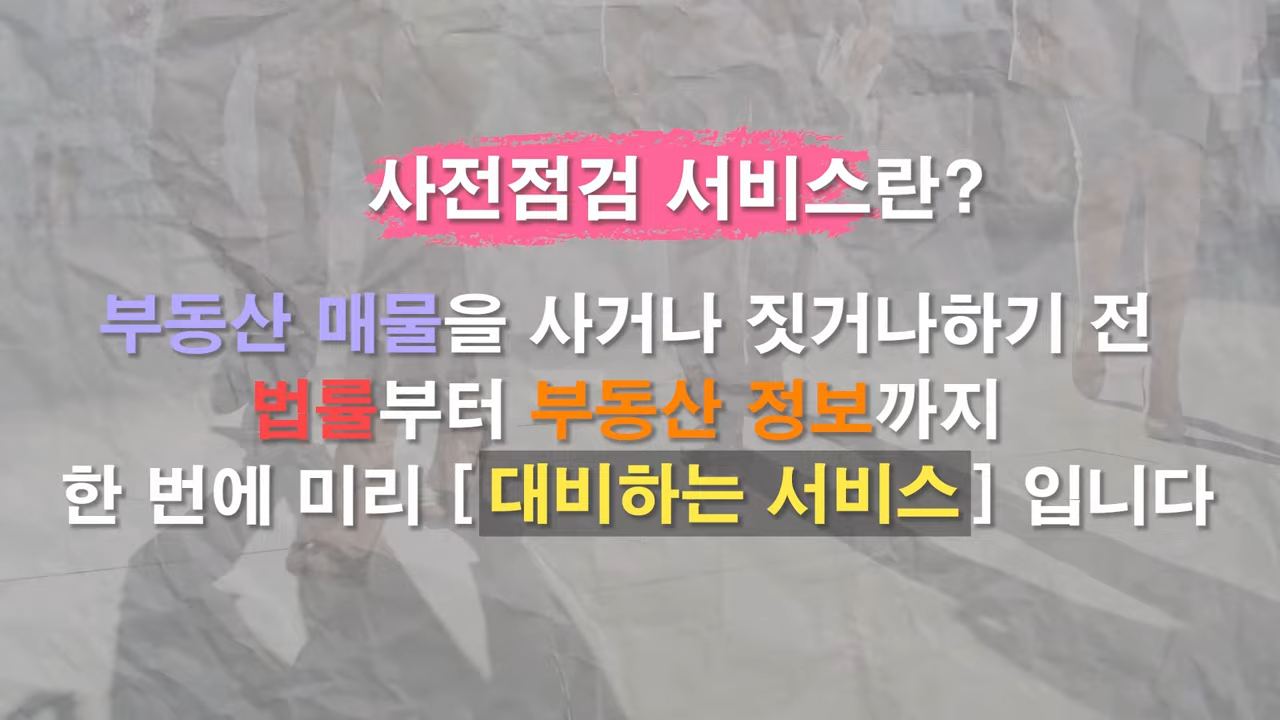 사전점검 서비스란?
부동산 매물을 사거나 짓거나하기 전
법률부터 부동산 정보까지
한 번에 미리 [대비하는 서비스] 입니다